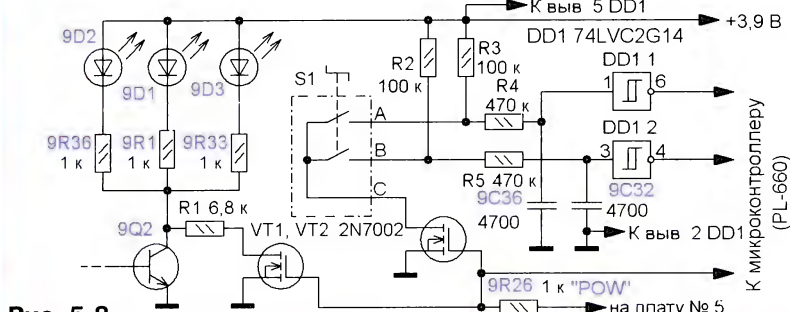 К выв 5 DD1
+3,9 В
9D2
9D1
9D3
S1
R2
100 к
R3
100 к
DD1 74LVC2G14
DD1 1
1
6
R4
470 к
A
9R36
1 к
9R1
1 к
9R33
1 к
DD1 2
3
4
B
R5 470 к
C
9C36
4700
9C32
4700
9Q2
R1 6,8 к
VT1, VT2 2N7002
К выв 2 DD1
К микроконтроллеру
(PL-660)
9R26 1 к "POW"
на плату № 5
Рис. 5-8